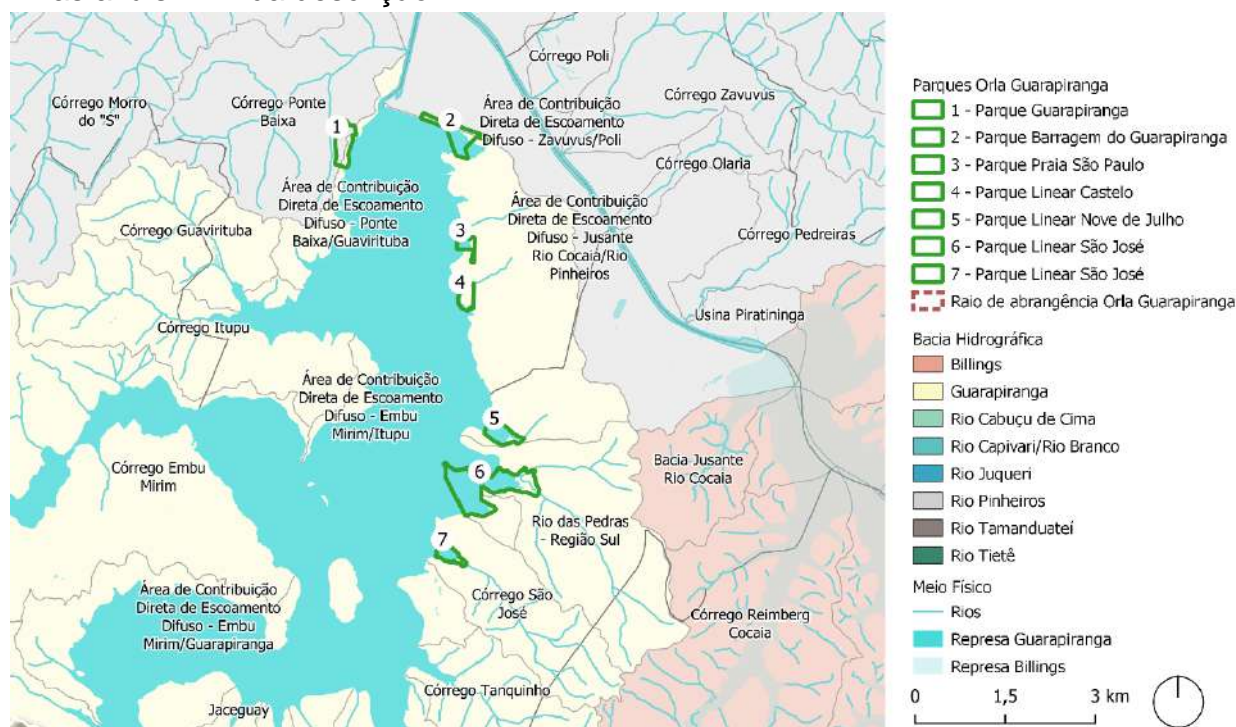 Córrego Poli
Córrego Morro
do "S"
Córrego Ponte
Baixa
Área de Contribuição
Direta de Escoamento
Difuso - Zavuvus/Poli
Córrego Zavuvus
1
2
Córrego Olaria
Área de Contribuição
Direta de Escoamento
Difuso - Ponte
Baixa/Guavirituba
Córrego Guavirituba
Área de Contribuição
Direta de Escoamento
Difuso - Jusante
Rio Cocaia/Rio
Pinheiros
Córrego Pedreiras
3
4
Córrego Itupu
Usina Piratininga
Área de Contribuição
Direta de Escoamento
Difuso - Embu
Mirim/Itupu
5
Córrego Embu
Mirim
6
Bacia Jusante
Rio Cocaia
Rio das Pedras
- Região Sul
7
Área de Contribuição
Direta de Escoamento
Difuso - Embu
Mirim/Guarapiranga
Córrego São
José
Córrego Reimberg
Cocaia
Córrego Tanquinho
Jaceguay
Parques Orla Guarapiranga
1 - Parque Guarapiranga
2 - Parque Barragem do Guarapiranga
3 - Parque Praia São Paulo
4 - Parque Linear Castelo
5 - Parque Linear Nove de Julho
6 - Parque Linear São José
7 - Parque Linear São José
Raio de abrangência Orla Guarapiranga
Bacia Hidrográfica
Billings
Guarapiranga
Rio Cabuçu de Cima
Rio Capivari/Rio Branco
Rio Juqueri
Rio Pinheiros
Rio Tamanduateí
Rio Tietê
Meio Físico
Rios
Represa Guarapiranga
Represa Billings
0 1,5 3 km